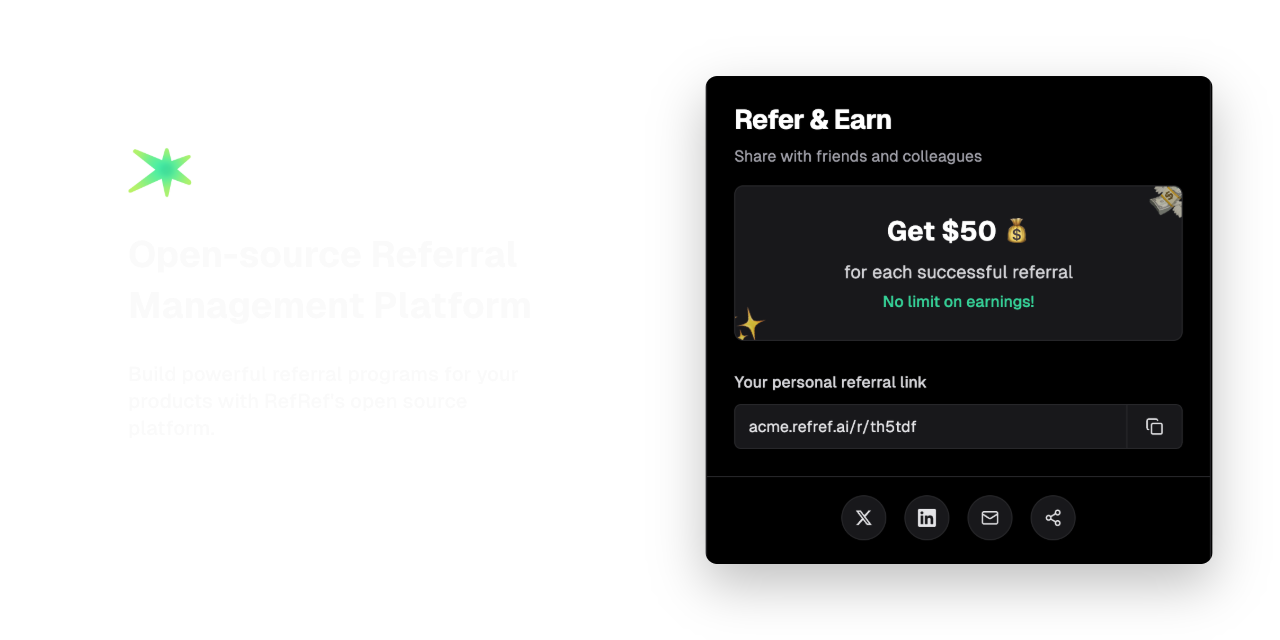 Open-source Referral
Management Platform
Build powerful referral programs for your
products with RefRef's open source
platform.
Refer & Earn
Share with friends and colleagues
Get $50 💰
for each successful referral
No limit on earnings!
Your personal referral link
acme.refref.ai/r/th5tdf